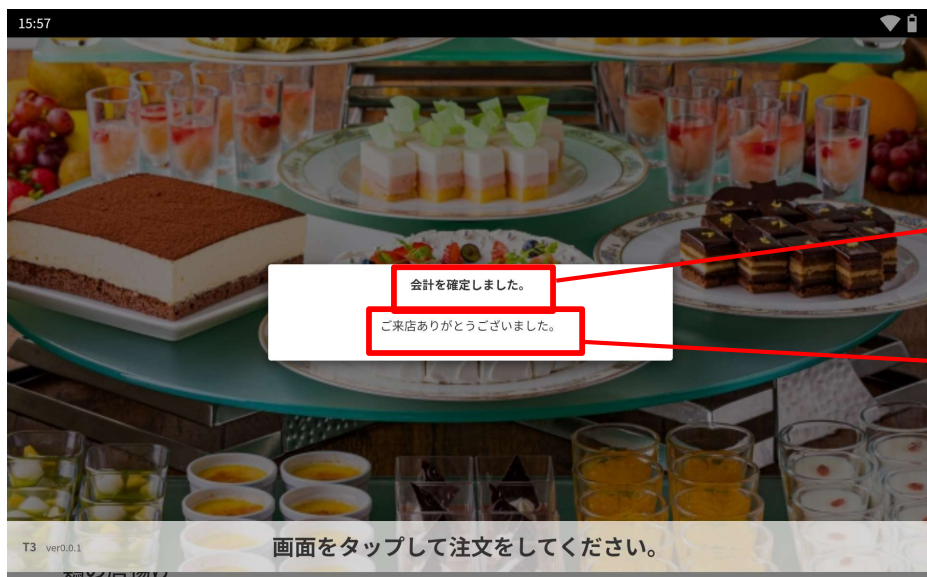 15:57
会計を確定しました。
ご来店ありがとうございました。
T3 ver0.0.1
画面をタップして注文をしてください。